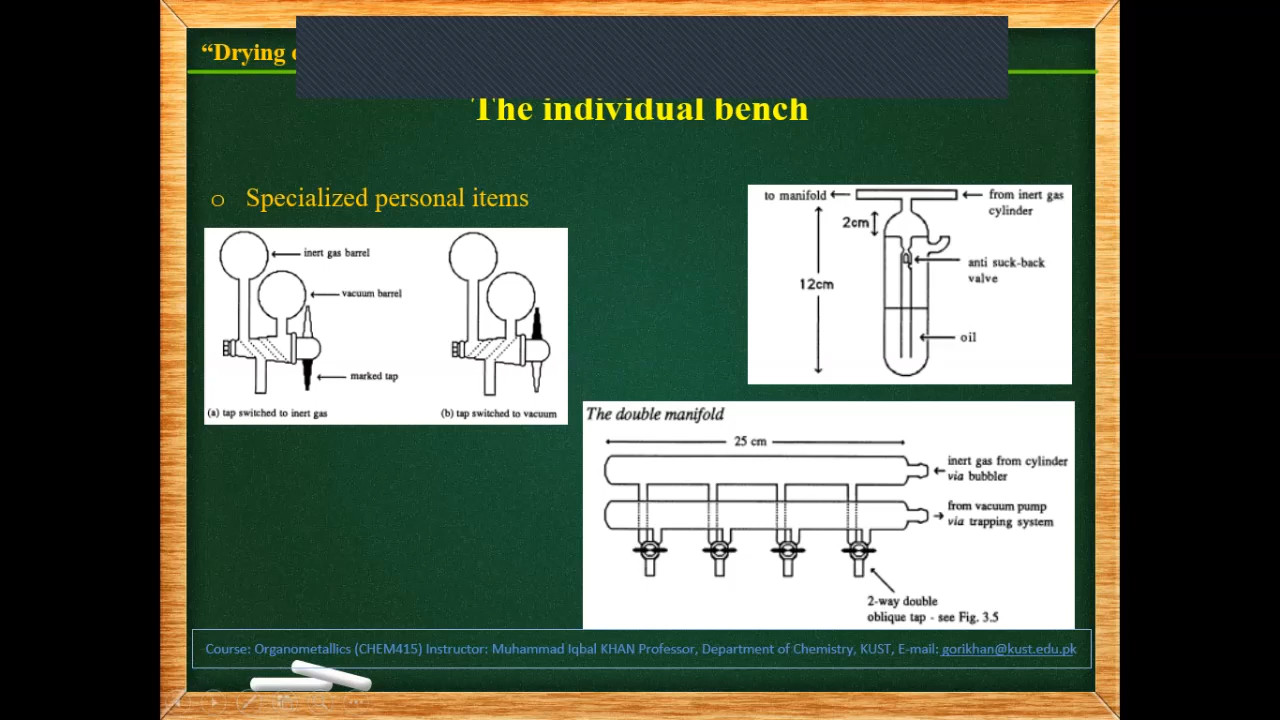 “Drying
The individual bench
o Specialized personal items
inert gas barrel
vacuum barrel
marked tap
(a) tap switched to inert gas
(b) tap switched to vacuum
to manifold
from inert gas
cylinder
2cm
anti suck-back
valve
12cm
oil
The double manifold
25 cm
inert gas from cylinder
via bubbler
from vacuum pump
via trapping system
2-way double
oblique tap - see Fig. 3.5
Course: Organometallics (CHEM415) Instructor: Muhammad Iqbal KHAN Professor, Department of Chemistry, KUST, E-mail: gorikhan@kust.edu.pk